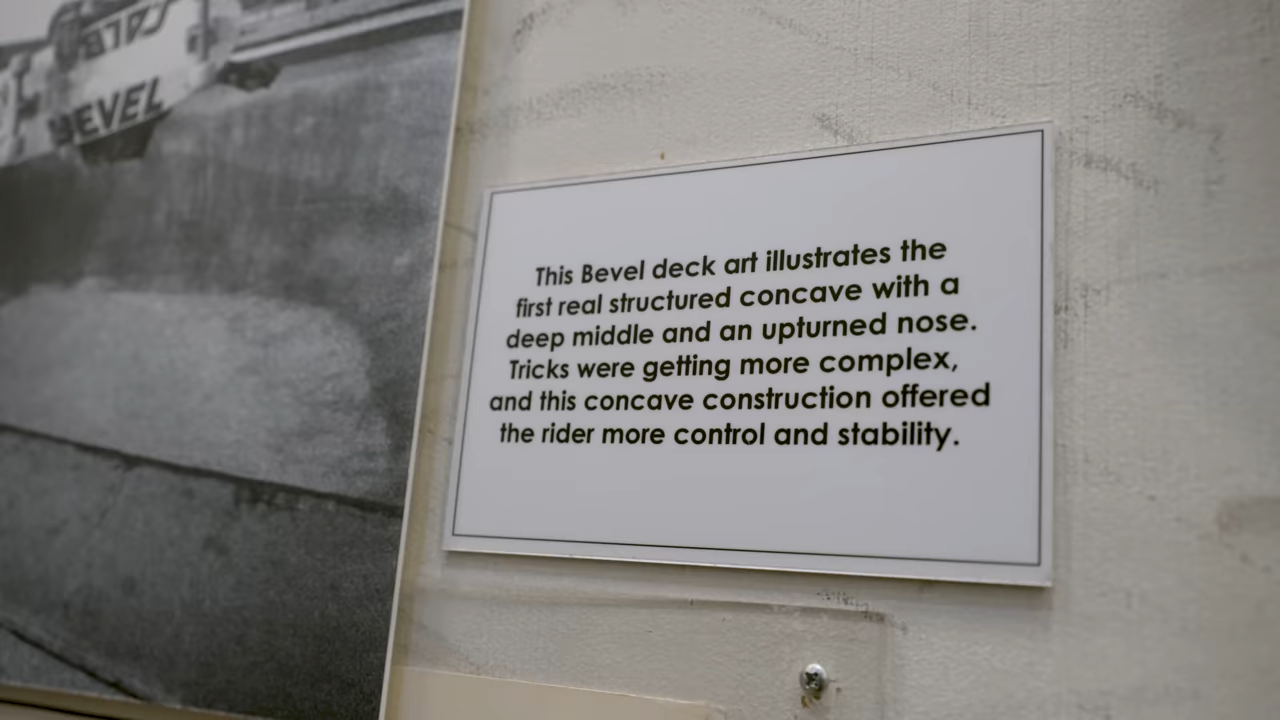 BEVEL
This Bevel deck art illustrates the
first real structured concave with a
deep middle and an upturned nose.
Tricks were getting more complex,
and this concave construction offered
the rider more control and stability.